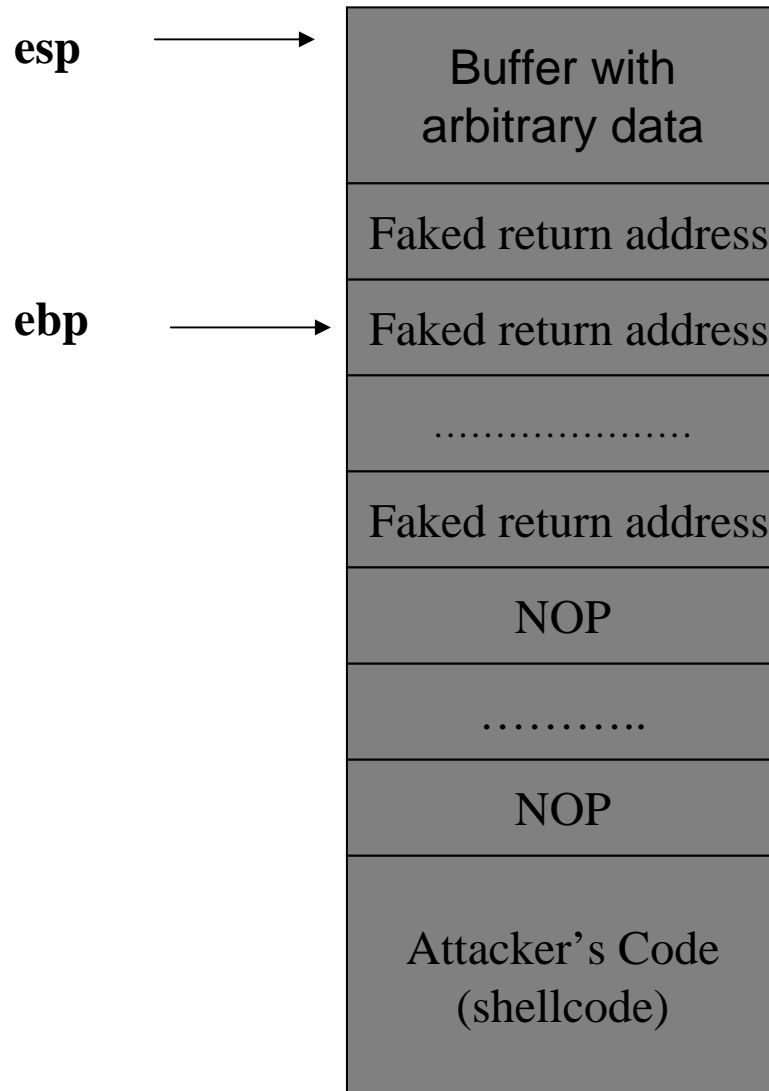 esp
Buffer with
arbitrary data
Faked return address
ebp
Faked return address
.....................
Faked return address
NOP
………..
NOP
Attacker’s Code
(shellcode)